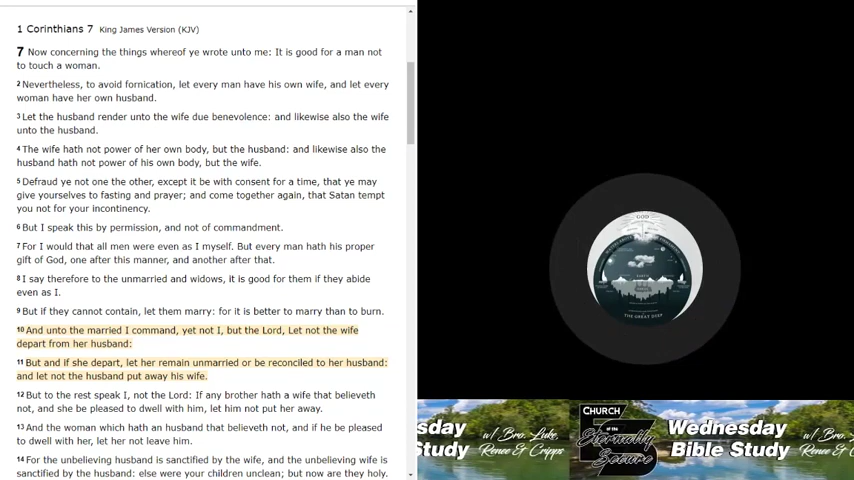 1 Corinthians 7 King James Version (KJV)
7 Now concerning the things whereof ye wrote unto me: It is good for a man not
to touch a woman.
2 Nevertheless, to avoid fornication, let every man have his own wife, and let every
woman have her own husband.
3 Let the husband render unto the wife due benevolence: and likewise also the wife
unto the husband.
4 The wife hath not power of her own body, but the husband: and likewise also the
husband hath not power of his own body, but the wife.
5 Defraud ye not one the other, except it be with consent for a time, that ye may
give yourselves to fasting and prayer; and come together again, that Satan tempt
you not for your incontinency.
6 But I speak this by permission, and not of commandment.
7 For I would that all men were even as I myself. But every man hath his proper
gift of God, one after this manner, and another after that.
8 I say therefore to the unmarried and widows, it is good for them if they abide
even as I.
9 But if they cannot contain, let them marry: for it is better to marry than to burn.
10 And unto the married I command, yet not I, but the Lord, Let not the wife
depart from her husband:
11 But and if she depart, let her remain unmarried or be reconciled to her husband:
and let not the husband put away his wife.
12 But to the rest speak I, not the Lord: If any brother hath a wife that believeth
not, and she be pleased to dwell with him, let him not put her away.
13 And the woman which hath an husband that believeth not, and if he be pleased
to dwell with her, let her not leave him.
14 For the unbelieving husband is sanctified by the wife, and the unbelieving wife is
sanctified by the husband: else were your children unclean; but now are they holy.
GOD
EARTH
THE GREAT DEEP
sday
Study
w/ Bro. Luke,
Renee & Cripps
CHURCH
of the
Eternally
Secure
Wednesday
Bible Study
w/ Bro.
Renee & C